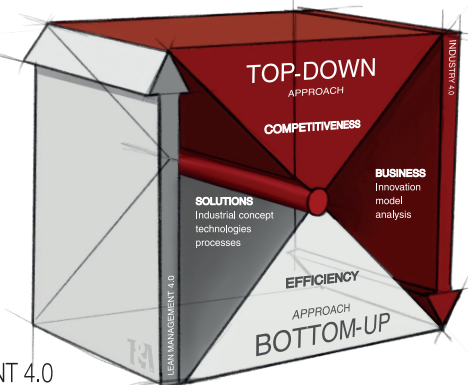 TOP-DOWN
APPROACH
COMPETITIVENESS
INDUSTRY 4.0
BUSINESS
Innovation
model
analysis
SOLUTIONS
Industrial concept
technologies
processes
EFFICIENCY
APPROACH
BOTTOM-UP
LEAN MANAGEMENT 4.0
NT 4.0